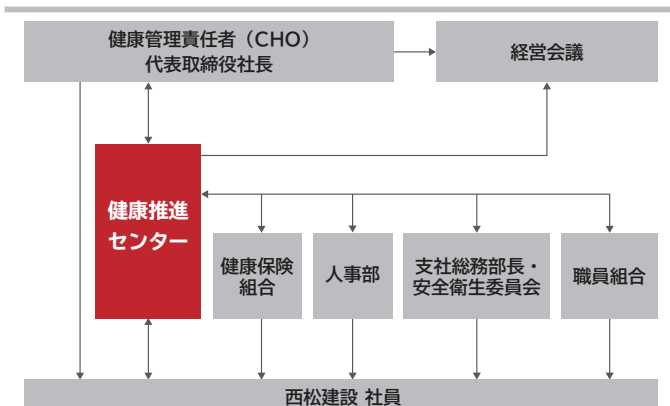 健康管理責任者（CHO）
代表取締役社長
経営会議
健康推進
センター
健康保険
組合
人事部
支社総務部長・
安全衛生委員会
職員組合
西松建設 社員